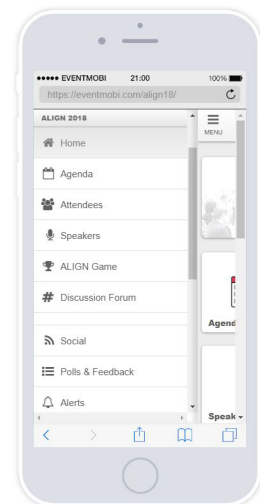 EVENTMOBI 21:00 100%
https://eventmobi.com/align18/
ALIGN 2018
MENU
Home
Agenda
Attendees
Speakers
ALIGN Game
# Discussion Forum
Agend
Social
Polls & Feedback
Alerts
Speak